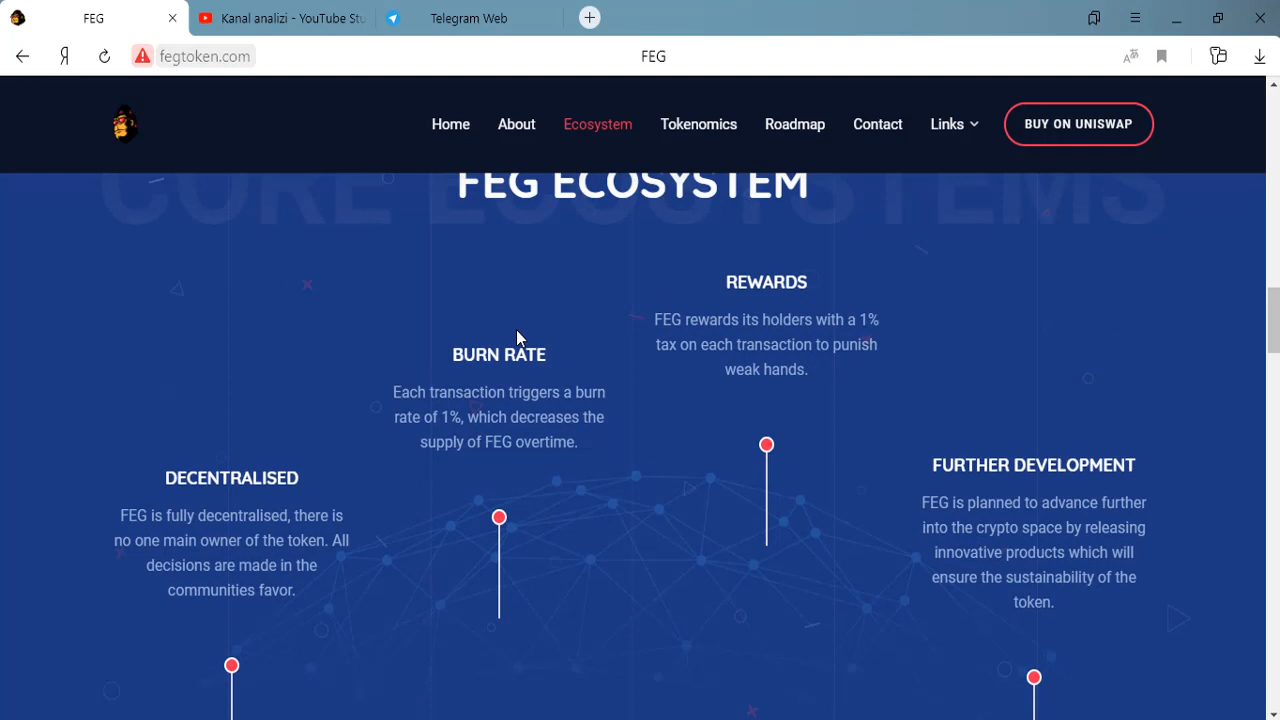 FEG
Kanal analizi - YouTube Stu
Telegram Web
Я
fegtoken.com
FEG
Home
About
Ecosystem
Tokenomics
Roadmap
Contact
Links
BUY ON UNISWAP
CORE ECOSYSTEMS
FEG ECOSYSTEM
REWARDS
FEG rewards its holders with a 1%
tax on each transaction to punish
weak hands.
BURN RATE
Each transaction triggers a burn
rate of 1%, which decreases the
supply of FEG overtime.
DECENTRALISED
FEG is fully decentralised, there is
no one main owner of the token. All
decisions are made in the
communities favor.
FURTHER DEVELOPMENT
FEG is planned to advance further
into the crypto space by releasing
innovative products which will
ensure the sustainability of the
token.